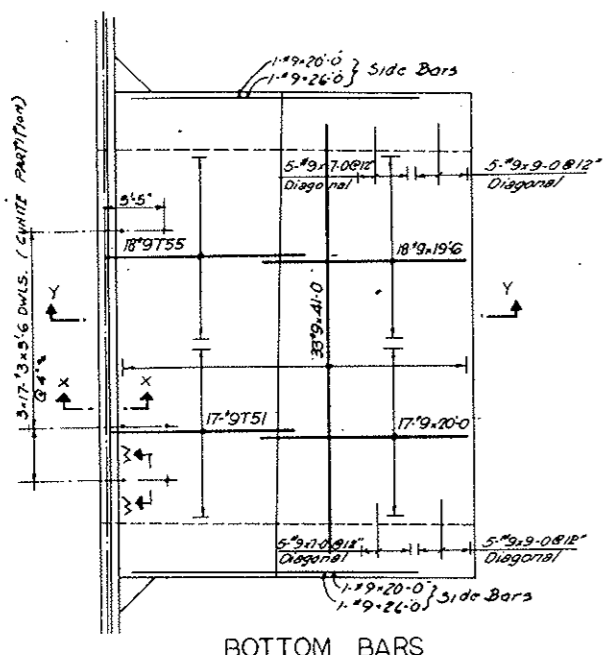 1-#9×20'-0
1-#9×26'-0 } Side Bars
5-#9×7-0@12"
Diagonal
5-#9×9-0@12"
Diagonal
18#9T55
18#9×19'6
33#9×41-0
Y
Y
X
X
17-#9T51
17-#9×20-0
5-#9×7-0@12"
Diagonal
5-#9×9-0@12"
Diagonal
1-#9×20'-0"
1-#9×26'-0 } Side Bars
BOTTOM BARS